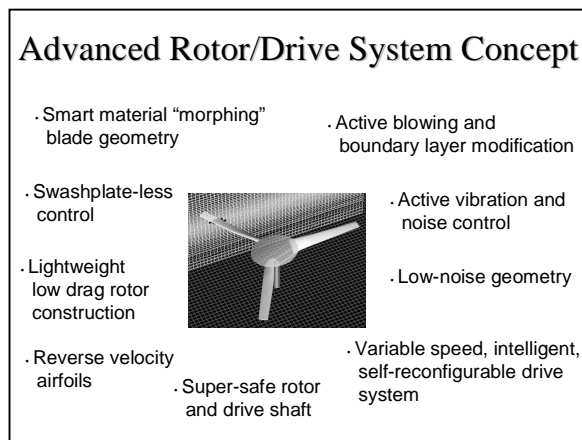 Advanced Rotor/Drive System Concept
· Smart material “morphing”
blade geometry
· Active blowing and
boundary layer modification
· Swashplate-less
control
· Active vibration and
noise control
· Lightweight
low drag rotor
construction
· Low-noise geometry
· Reverse velocity
airfoils
· Super-safe rotor
and drive shaft
· Variable speed, intelligent,
self-reconfigurable drive
system